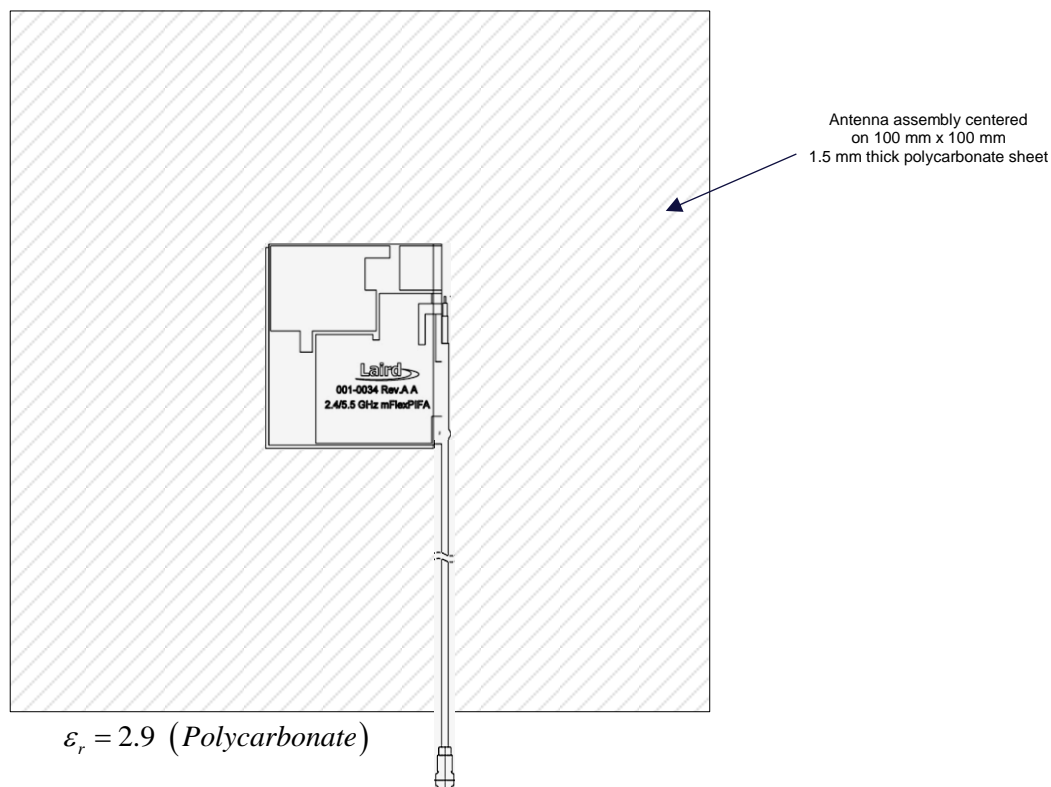 Antenna assembly centered
on 100 mm x 100 mm
1.5 mm thick polycarbonate sheet
Laird
001-0034 Rev.A A
2.4/5.5 GHz mFlexPIFA
εᵣ = 2.9 (Polycarbonate)